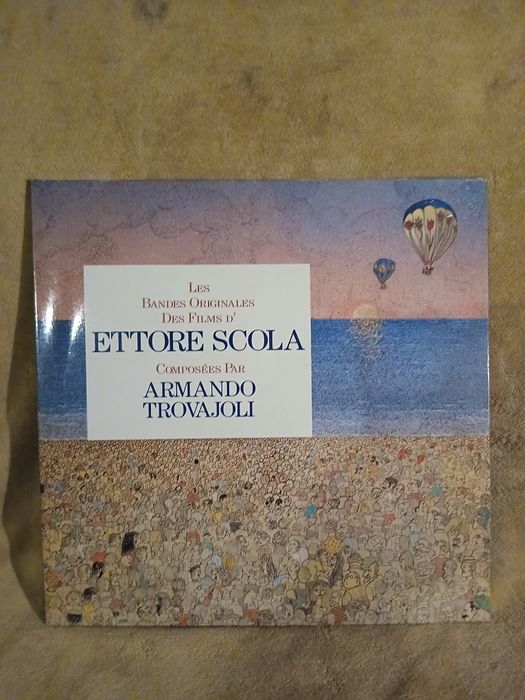 LES
BANDES ORIGINALES
DES FILMS D'
ETTORE SCOLA
COMPOSÉES PAR
ARMANDO
TROVAJOLI